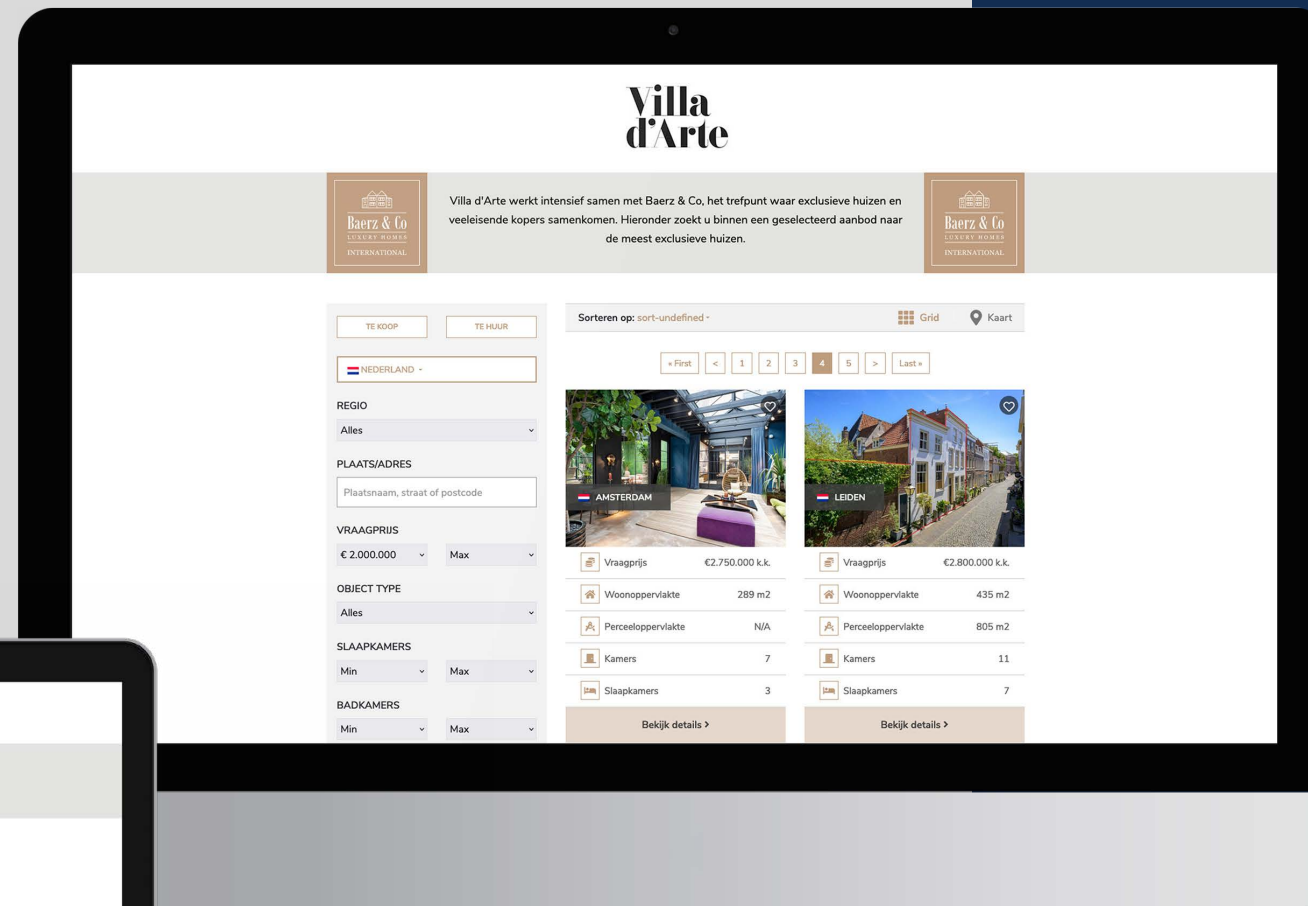 Villa
d'Arte
Baerz & Co
LUXURY HOMES
INTERNATIONAL
Villa d'Arte werkt intensief samen met Baerz & Co, het trefpunt waar exclusieve huizen en
veeleisende kopers samenkomen. Hieronder zoekt u binnen een geselecteerd aanbod naar
de meest exclusieve huizen.
Baerz & Co
LUXURY HOMES
INTERNATIONAL
TE KOOP TE HUUR
NEDERLAND
REGIO
Alles
PLAATS/ADRES
Plaatsnaam, straat of postcode
VRAAGPRIJS
€ 2.000.000 Max
OBJECT TYPE
Alles
SLAAPKAMERS
Min Max
BADKAMERS
Min Max
Sorteren op: sort-undefined
Grid Kaart
« First < 1 2 3 4 5 > Last »
AMSTERDAM
Vraagprijs €2.750.000 k.k.
Woonoppervlakte 289 m2
Perceeloppervlakte N/A
Kamers 7
Slaapkamers 3
Bekijk details >
LEIDEN
Vraagprijs €2.800.000 k.k.
Woonoppervlakte 435 m2
Perceeloppervlakte 805 m2
Kamers 11
Slaapkamers 7
Bekijk details >